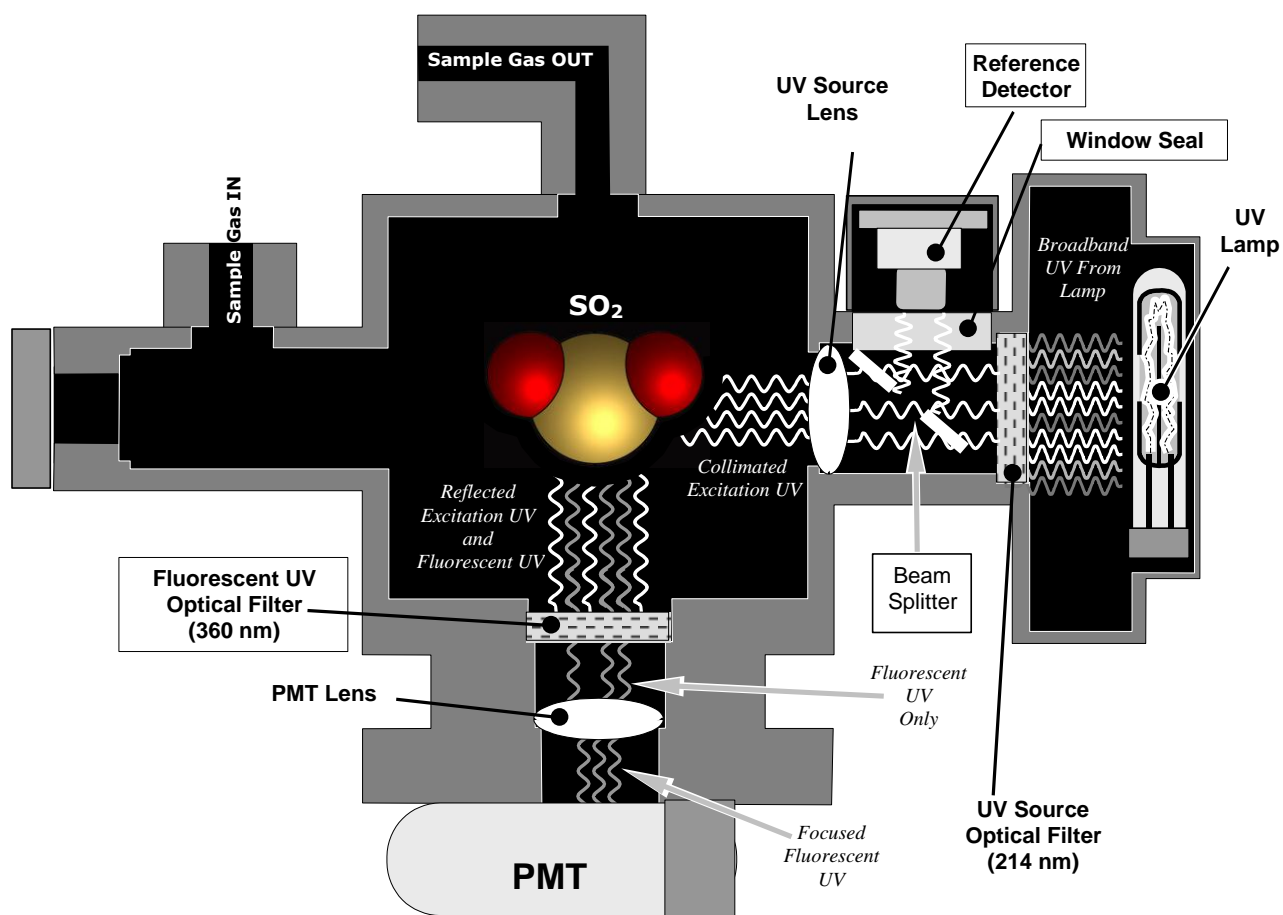 Sample Gas OUT
Reference
Detector
UV Source
Lens
Window Seal
Sample Gas IN
UV
Lamp
Broadband
UV From
Lamp
SO₂
Collimated
Excitation UV
Reflected
Excitation UV
and
Fluorescent UV
Fluorescent UV
Optical Filter
(360 nm)
Beam
Splitter
PMT Lens
Fluorescent
UV
Only
UV Source
Optical Filter
(214 nm)
Focused
Fluorescent
UV
PMT